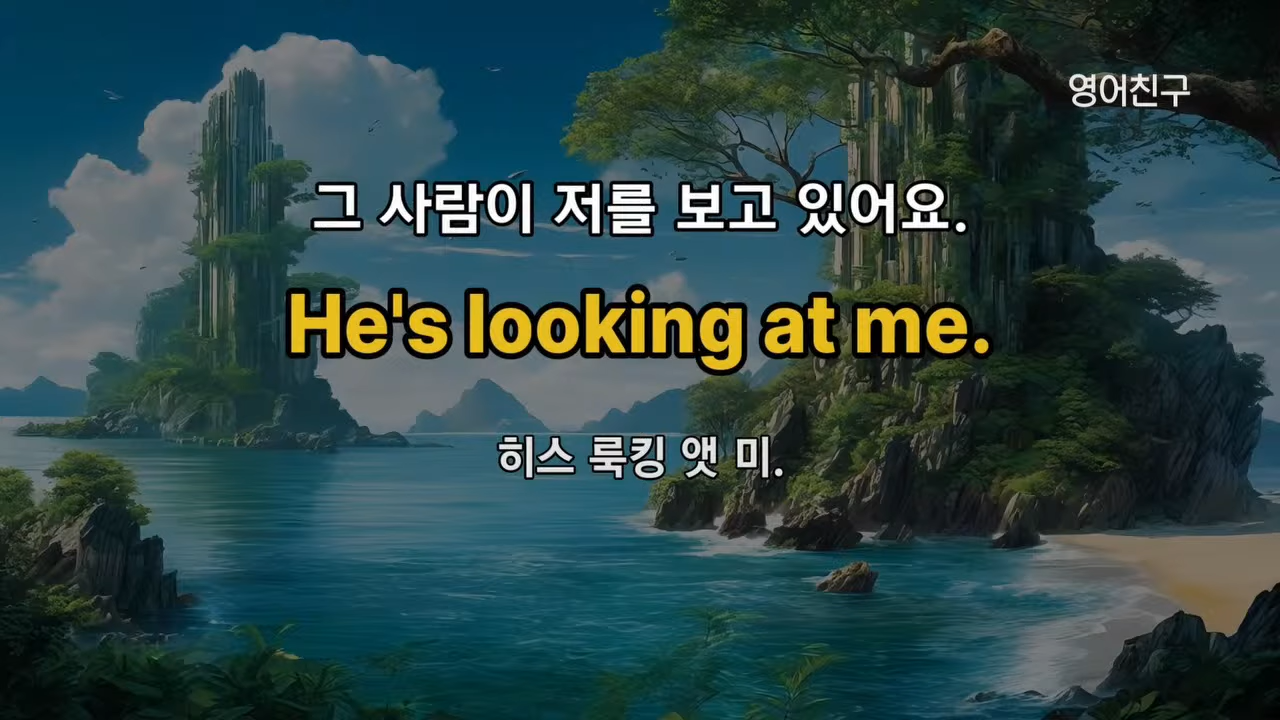 영어친구
그 사람이 저를 보고 있어요.
He's looking at me.
히스 룩킹 앳 미.